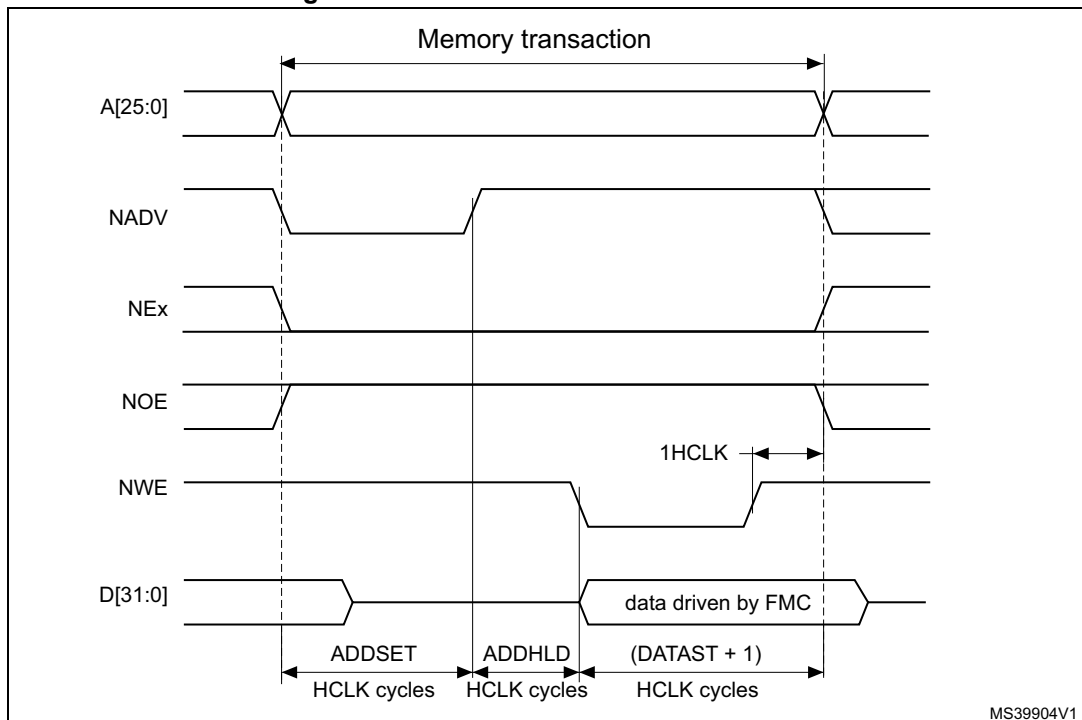 Memory transaction
A[25:0]
NADV
NEx
NOE
1HCLK
NWE
D[31:0]
data driven by FMC
ADDSET ADDHLD (DATAST + 1)
HCLK cycles HCLK cycles HCLK cycles
MS39904V1